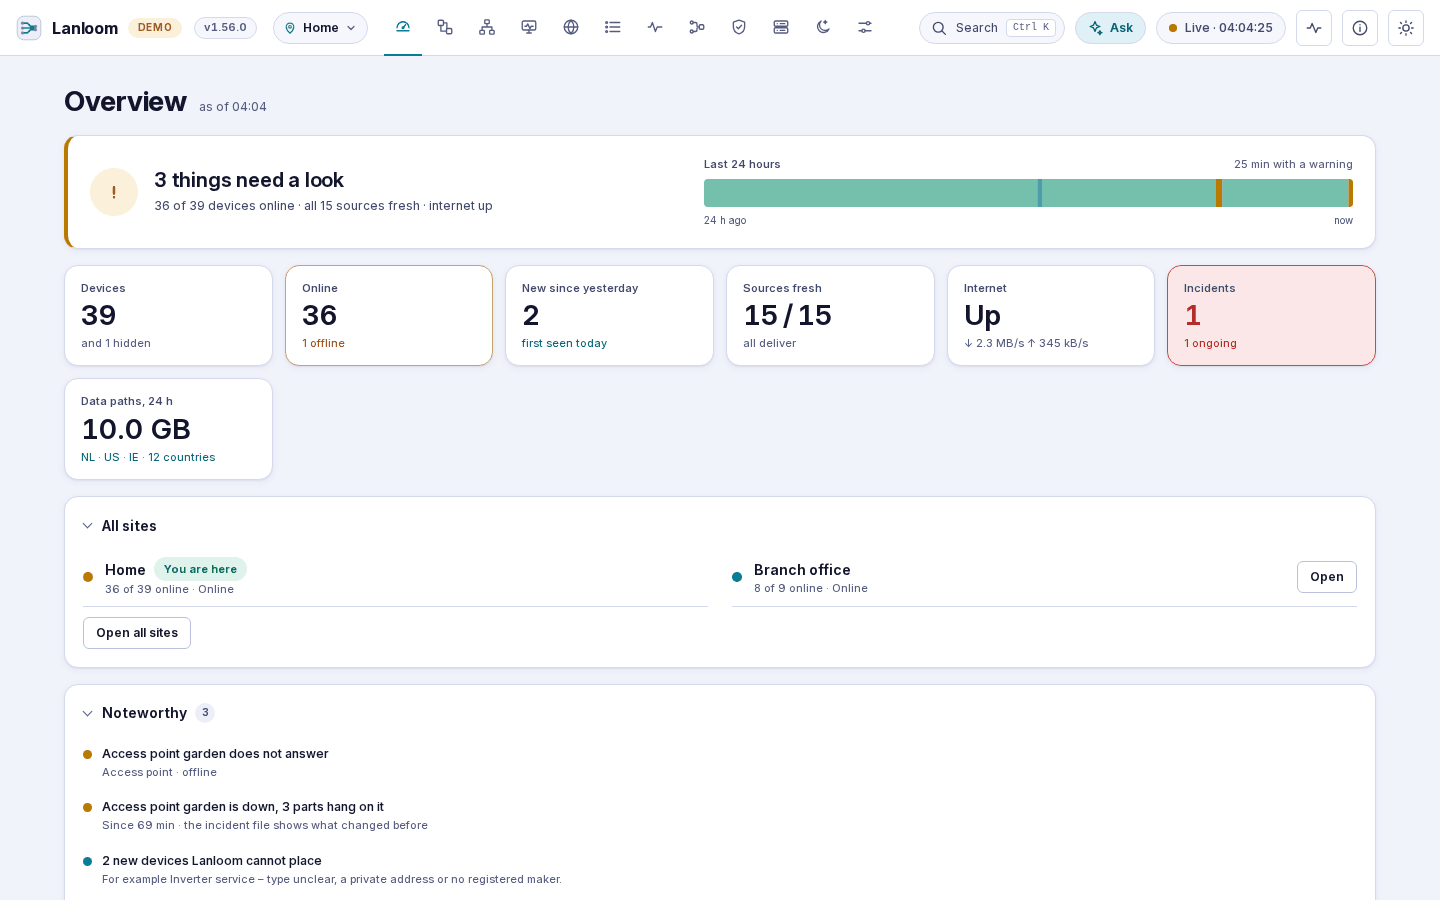 Lanloom DEMO v1.56.0 Home Search Ctrl K Ask Live · 04:04:25
Overview as of 04:04
!
3 things need a look
36 of 39 devices online · all 15 sources fresh · internet up
Last 24 hours 25 min with a warning
24 h ago now
Devices
39
and 1 hidden
Online
36
1 offline
New since yesterday
2
first seen today
Sources fresh
15 / 15
all deliver
Internet
Up
↓ 2.3 MB/s ↑ 345 kB/s
Incidents
1
1 ongoing
Data paths, 24 h
10.0 GB
NL · US · IE · 12 countries
All sites
Home You are here
36 of 39 online · Online
Branch office
8 of 9 online · Online
Open
Open all sites
Noteworthy 3
Access point garden does not answer
Access point · offline
Access point garden is down, 3 parts hang on it
Since 69 min · the incident file shows what changed before
2 new devices Lanloom cannot place
For example Inverter service – type unclear, a private address or no registered maker.